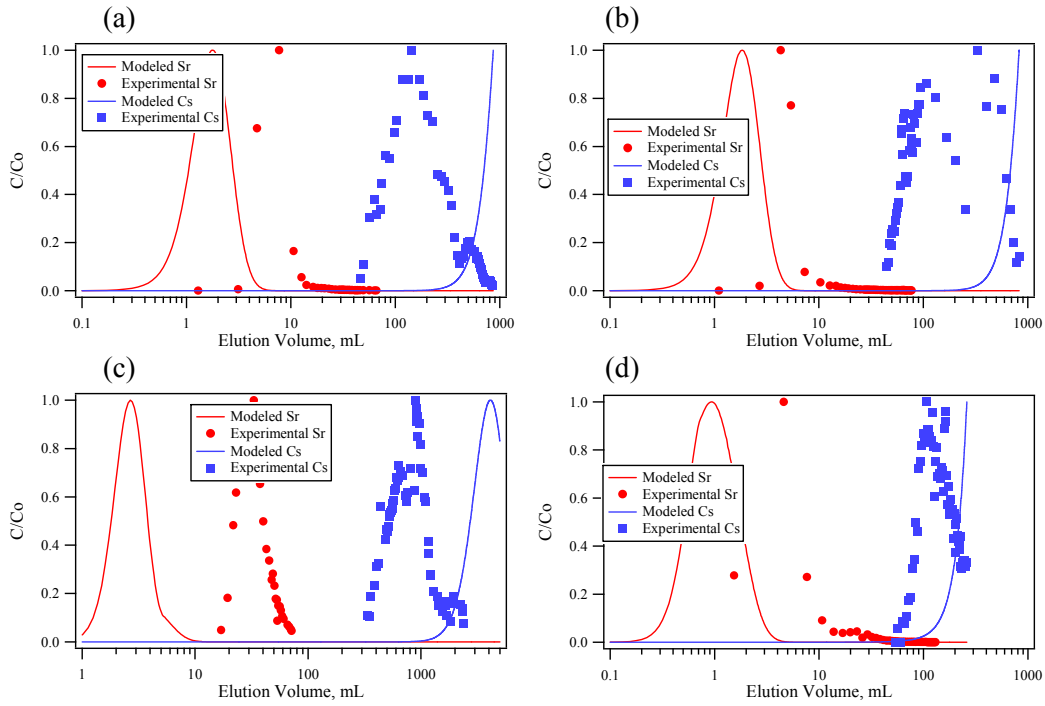 (a)
1.0
0.8
0.6
0.4
0.2
0.0
C/Co
Modeled Sr
Experimental Sr
Modeled Cs
Experimental Cs
0.1 1 10 100 1000
Elution Volume, mL
(b)
1.0
0.8
0.6
0.4
0.2
0.0
C/Co
Modeled Sr
Experimental Sr
Modeled Cs
Experimental Cs
0.1 1 10 100 1000
Elution Volume, mL
(c)
1.0
0.8
0.6
0.4
0.2
0.0
C/Co
Modeled Sr
Experimental Sr
Modeled Cs
Experimental Cs
1 10 100 1000
Elution Volume, mL
(d)
1.0
0.8
0.6
0.4
0.2
0.0
C/Co
Modeled Sr
Experimental Sr
Modeled Cs
Experimental Cs
0.1 1 10 100 1000
Elution Volume, mL